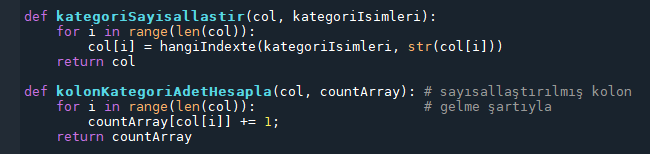 def kategoriSayisallastir(col, kategoriIsimleri):
    for i in range(len(col)):
        col[i] = hangiIndexte(kategoriIsimleri, str(col[i]))
    return col
def kolonKategoriAdetHesapla(col, countArray): # sayısallaştırılmış kolon
    for i in range(len(col)):                  # gelme şartıyla
        countArray[col[i]] += 1;
    return countArray